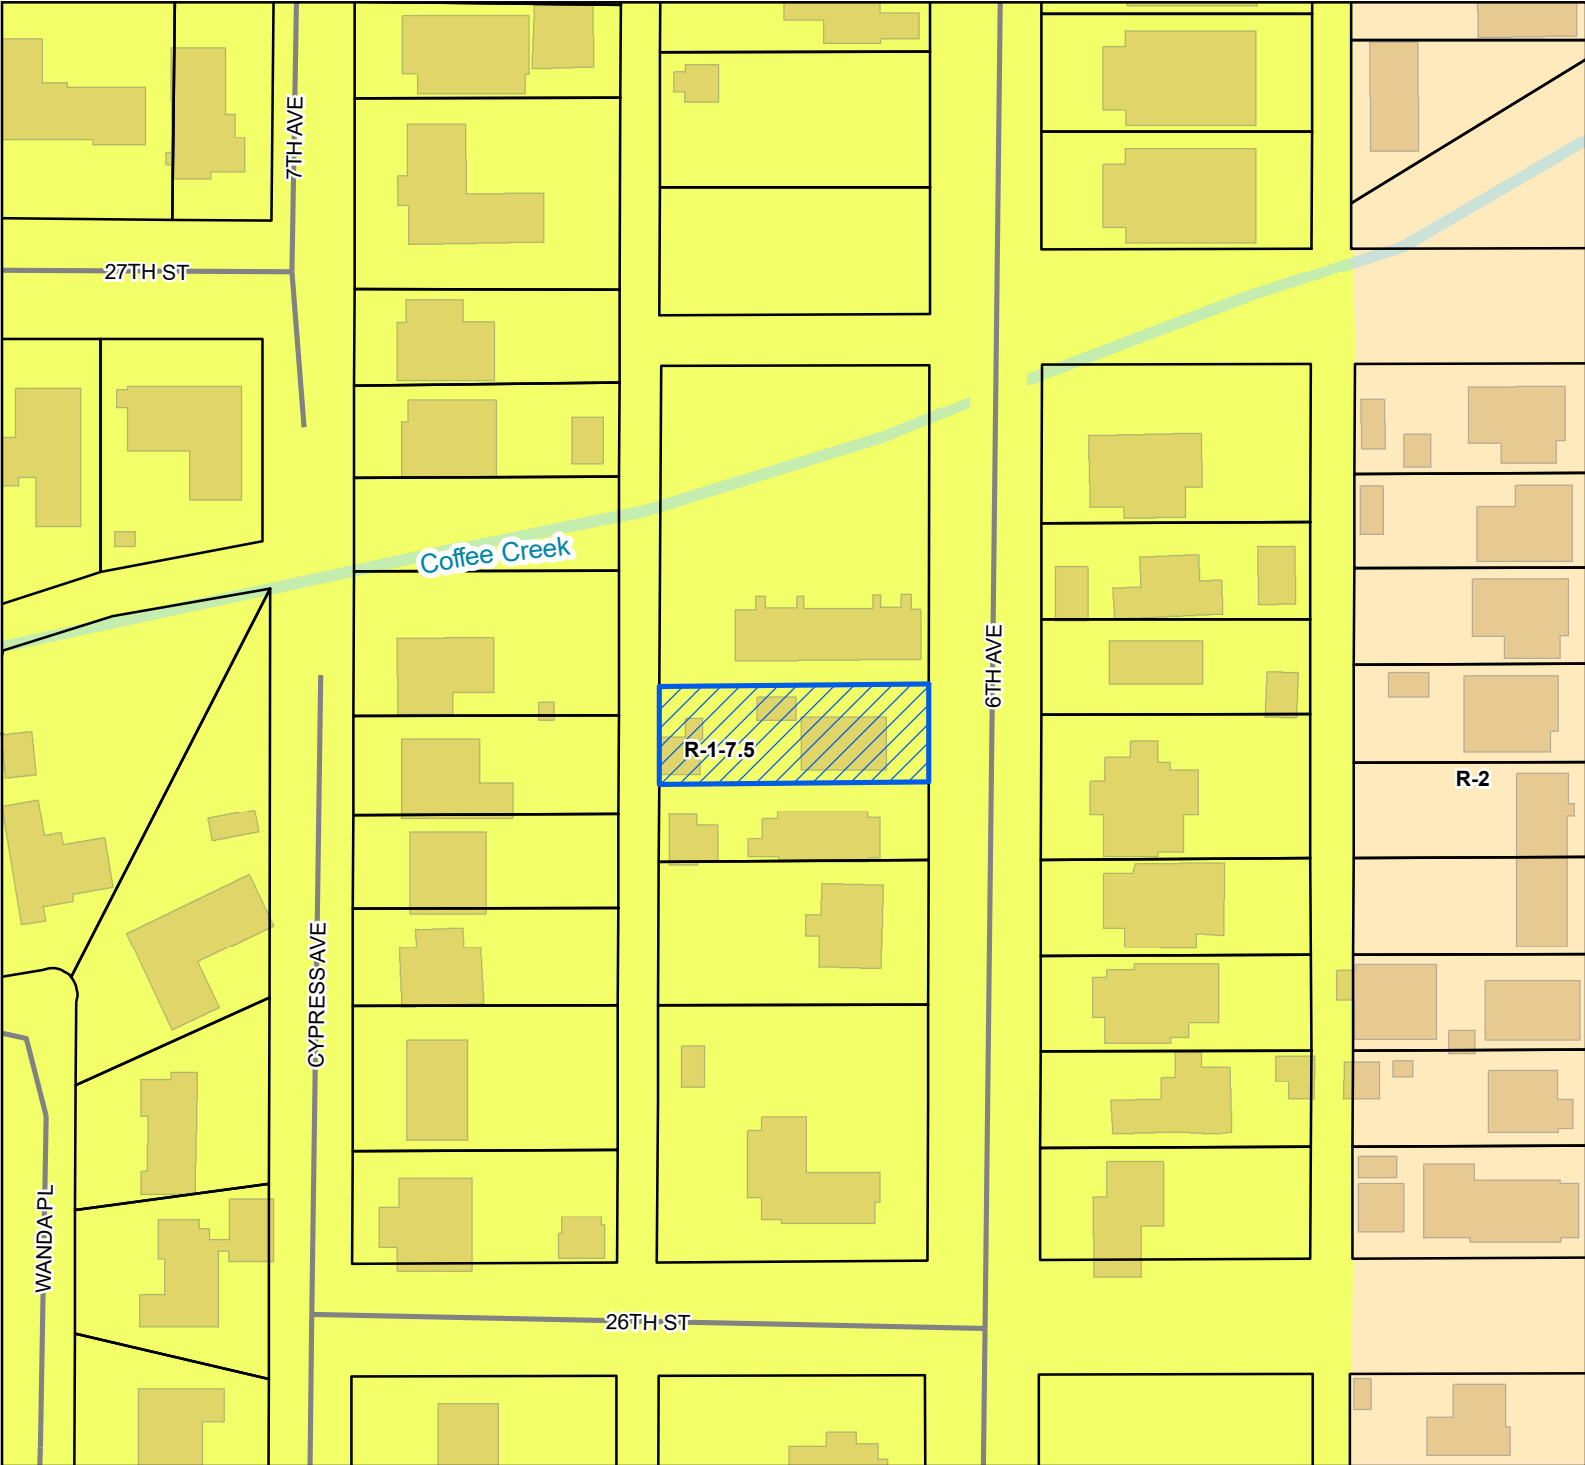 7TH AVE
27TH ST
Coffee Creek
6TH AVE
R-1-7.5
R-2
CYPRESS AVE
WANDA PL
26TH ST